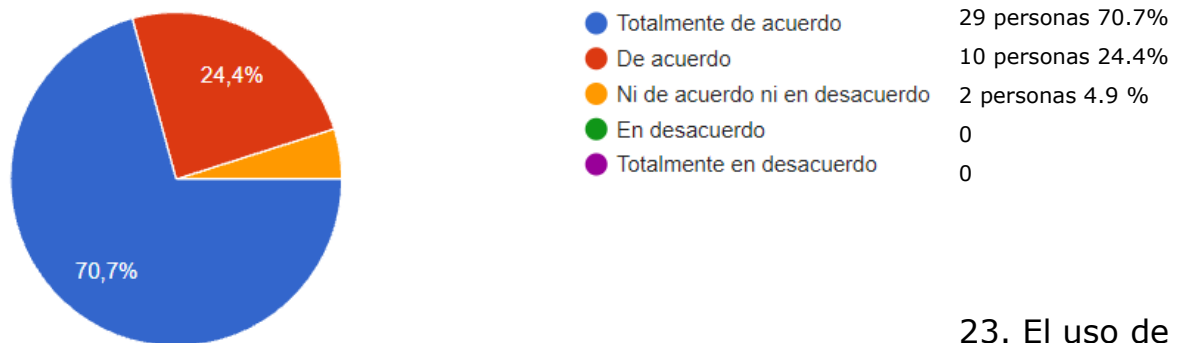 24,4%
70,7%
Totalmente de acuerdo
De acuerdo
Ni de acuerdo ni en desacuerdo
En desacuerdo
Totalmente en desacuerdo
29 personas 70.7%
10 personas 24.4%
2 personas 4.9 %
0
0
23. El uso de